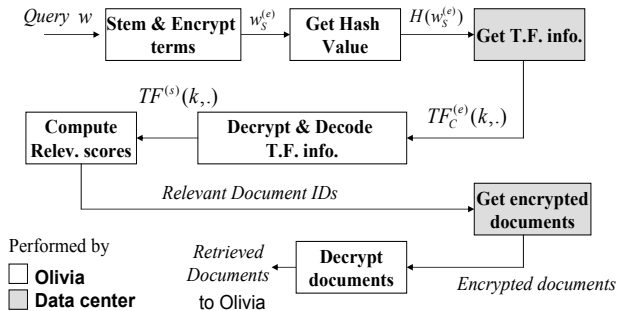 Query w
Stem & Encrypt
terms
w_S^(e)
Get Hash
Value
H(w_S^(e))
Get T.F. info.
TF_C^(e)(k,.)
Decrypt & Decode
T.F. info.
TF^(s)(k,.)
Compute
Relev. scores
Relevant Document IDs
Get encrypted
documents
Encrypted documents
Decrypt
documents
Retrieved
Documents
to Olivia
Performed by
Olivia
Data center